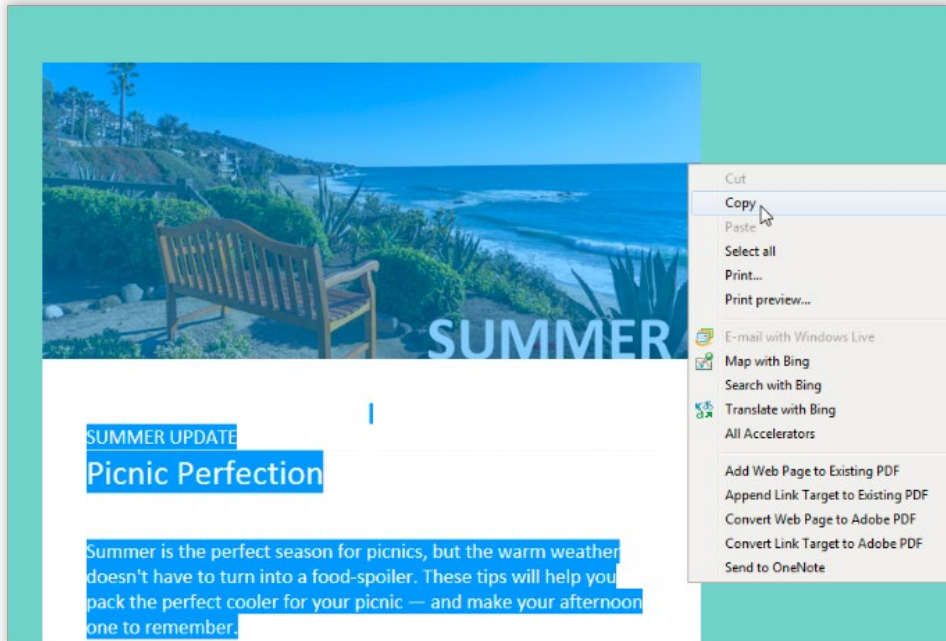 SUMMER
SUMMER UPDATE
Picnic Perfection
Summer is the perfect season for picnics, but the warm weather
doesn't have to turn into a food-spoiler. These tips will help you
pack the perfect cooler for your picnic — and make your afternoon
one to remember.
Cut
Copy
Paste
Select all
Print...
Print preview...
E-mail with Windows Live
Map with Bing
Search with Bing
Translate with Bing
All Accelerators
Add Web Page to Existing PDF
Append Link Target to Existing PDF
Convert Web Page to Adobe PDF
Convert Link Target to Adobe PDF
Send to OneNote